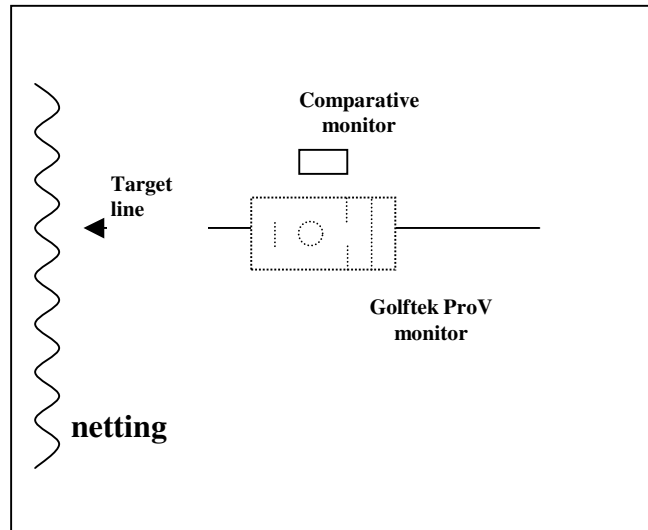 Comparative
monitor
Target
line
Golftek ProV
monitor
netting